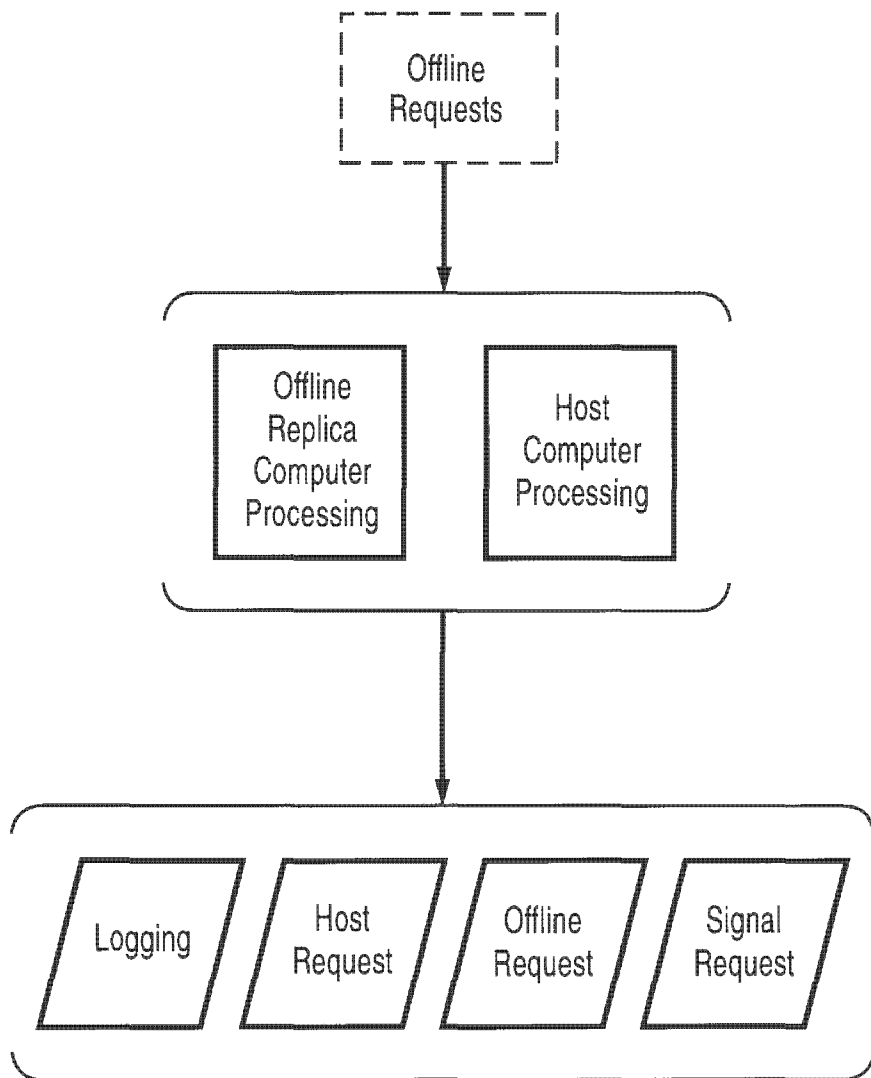 Offline
Requests
Offline
Replica
Computer
Processing
Host
Computer
Processing
Logging
Host
Request
Offline
Request
Signal
Request